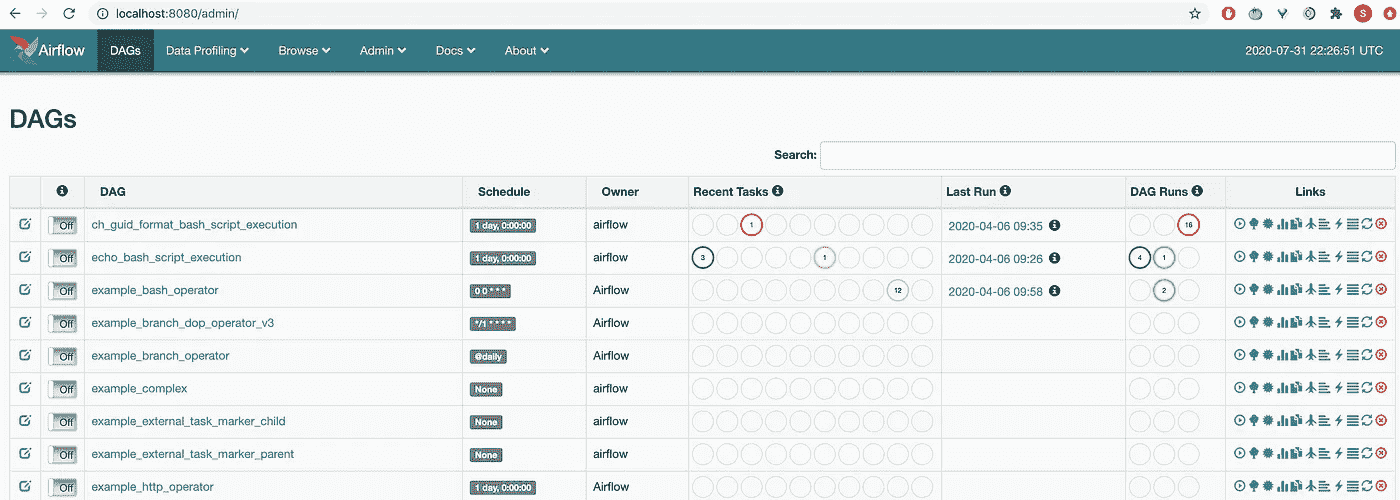 localhost:8080/admin/
S
Airflow DAGs Data Profiling Browse Admin Docs About 2020-07-31 22:26:51 UTC
DAGs
Search:
DAG Schedule Owner Recent Tasks Last Run DAG Runs Links
Off ch_guid_format_bash_script_execution 1 day, 0:00:00 airflow 1 2020-04-06 09:35 16
Off echo_bash_script_execution 1 day, 0:00:00 airflow 3 1 2020-04-06 09:26 4 1
Off example_bash_operator 0 0 * * * Airflow 12 2020-04-06 09:58 2
Off example_branch_dop_operator_v3 */1 * * * * Airflow
Off example_branch_operator @daily Airflow
Off example_complex None airflow
Off example_external_task_marker_child None airflow
Off example_external_task_marker_parent None airflow
Off example_http_operator 1 day, 0:00:00 Airflow